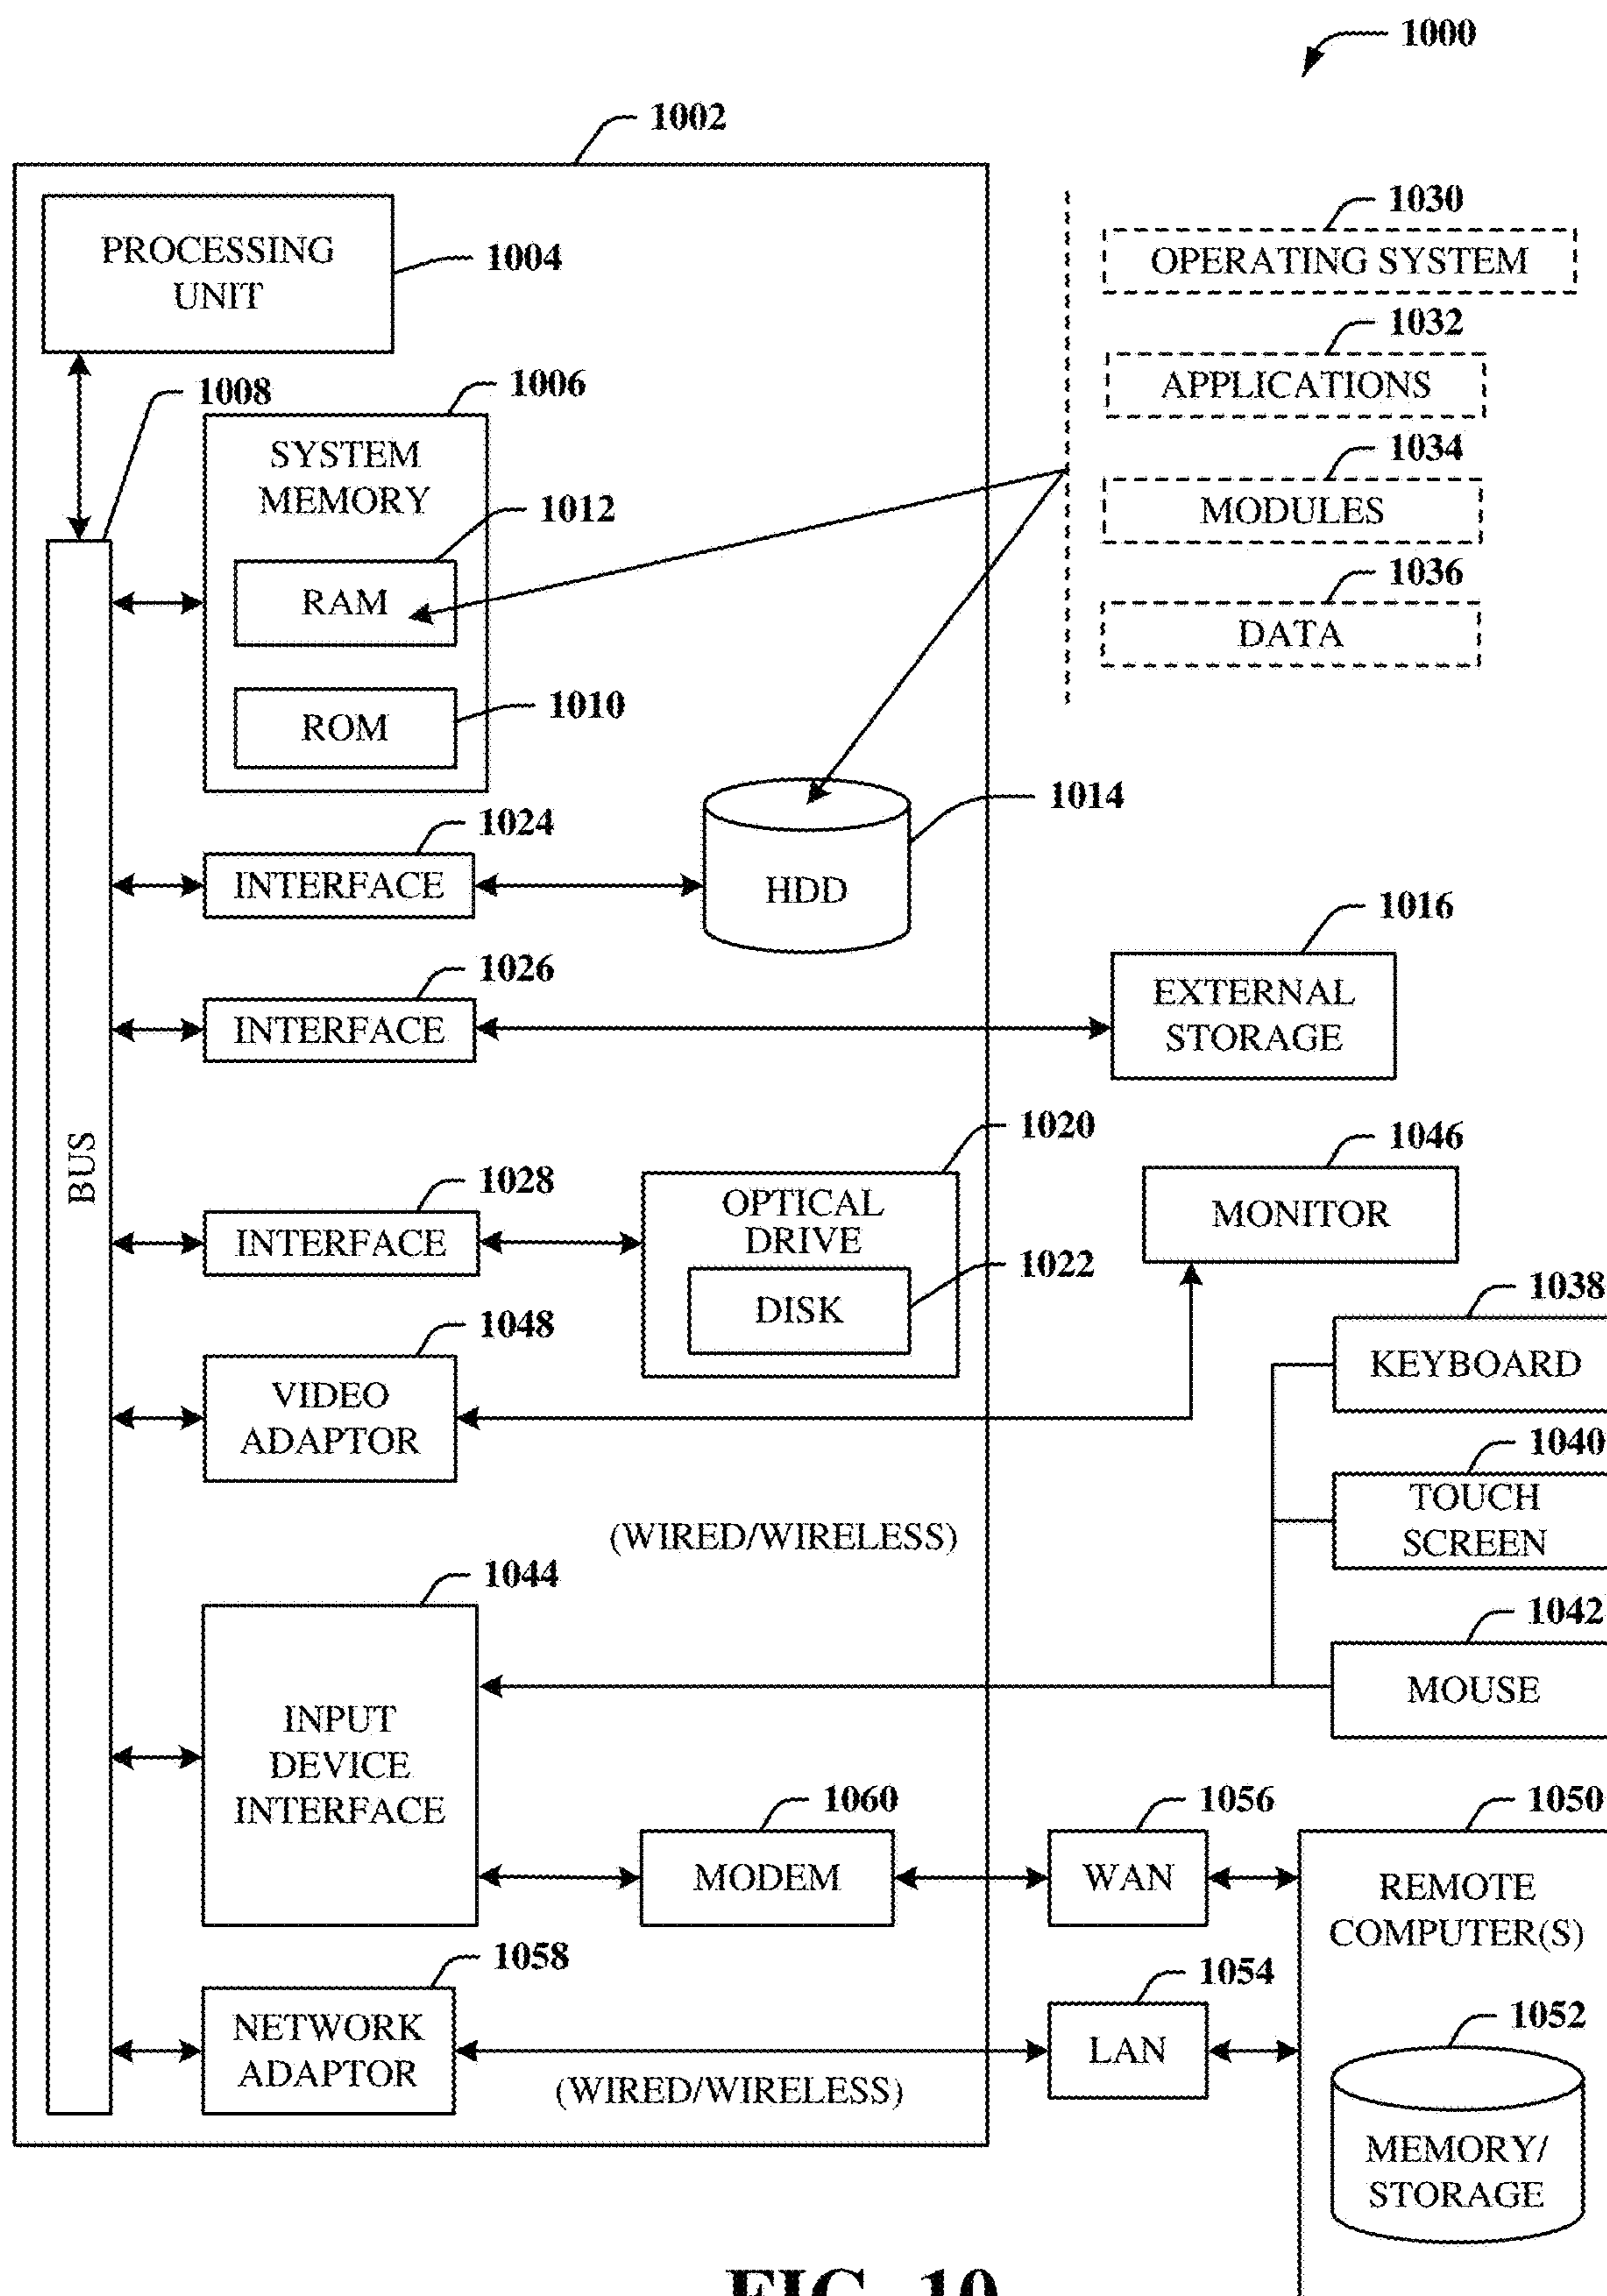 1000
1002
PROCESSING
UNIT
1004
1030
OPERATING SYSTEM
1032
APPLICATIONS
1034
MODULES
1036
DATA
1008
1006
SYSTEM
MEMORY
1012
RAM
1010
ROM
1024
INTERFACE
1014
HDD
1026
INTERFACE
1016
EXTERNAL
STORAGE
BUS
1028
INTERFACE
1020
OPTICAL
DRIVE
1022
DISK
1046
MONITOR
1048
VIDEO
ADAPTOR
1038
KEYBOARD
1040
TOUCH
SCREEN
(WIRED/WIRELESS)
1042
MOUSE
1044
INPUT
DEVICE
INTERFACE
1060
MODEM
1056
WAN
1050
REMOTE
COMPUTER(S)
1058
NETWORK
ADAPTOR
(WIRED/WIRELESS)
1054
LAN
1052
MEMORY/
STORAGE
FIG. 10